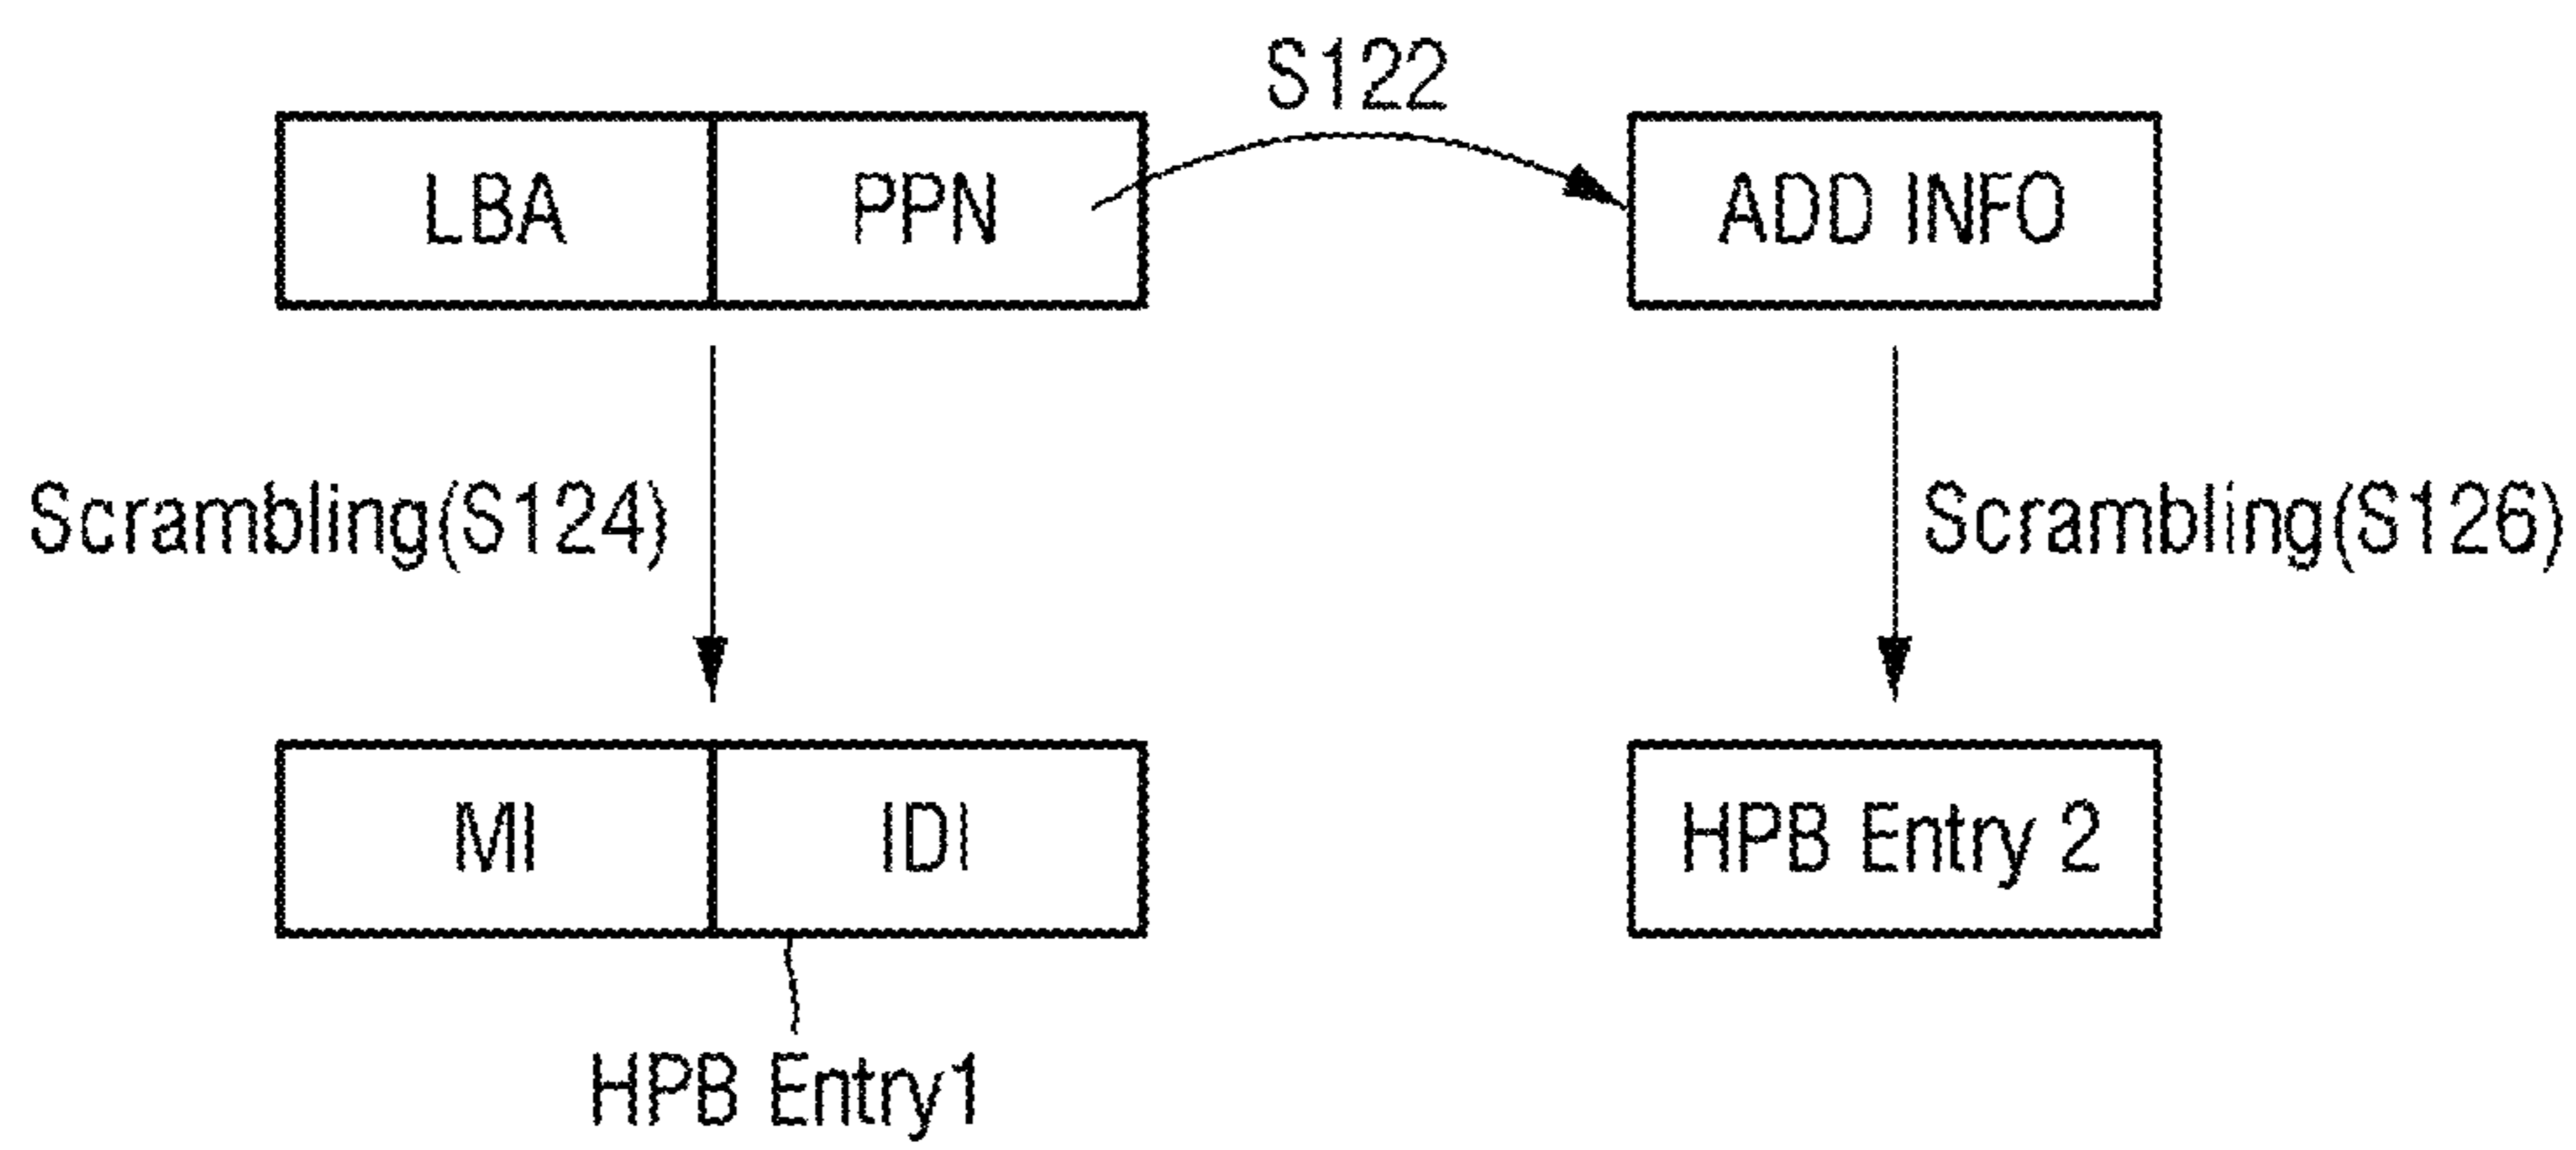 S122
LBA PPN ADD INFO
Scrambling(S124) Scrambling(S126)
MI IDI HPB Entry 2
HPB Entry1